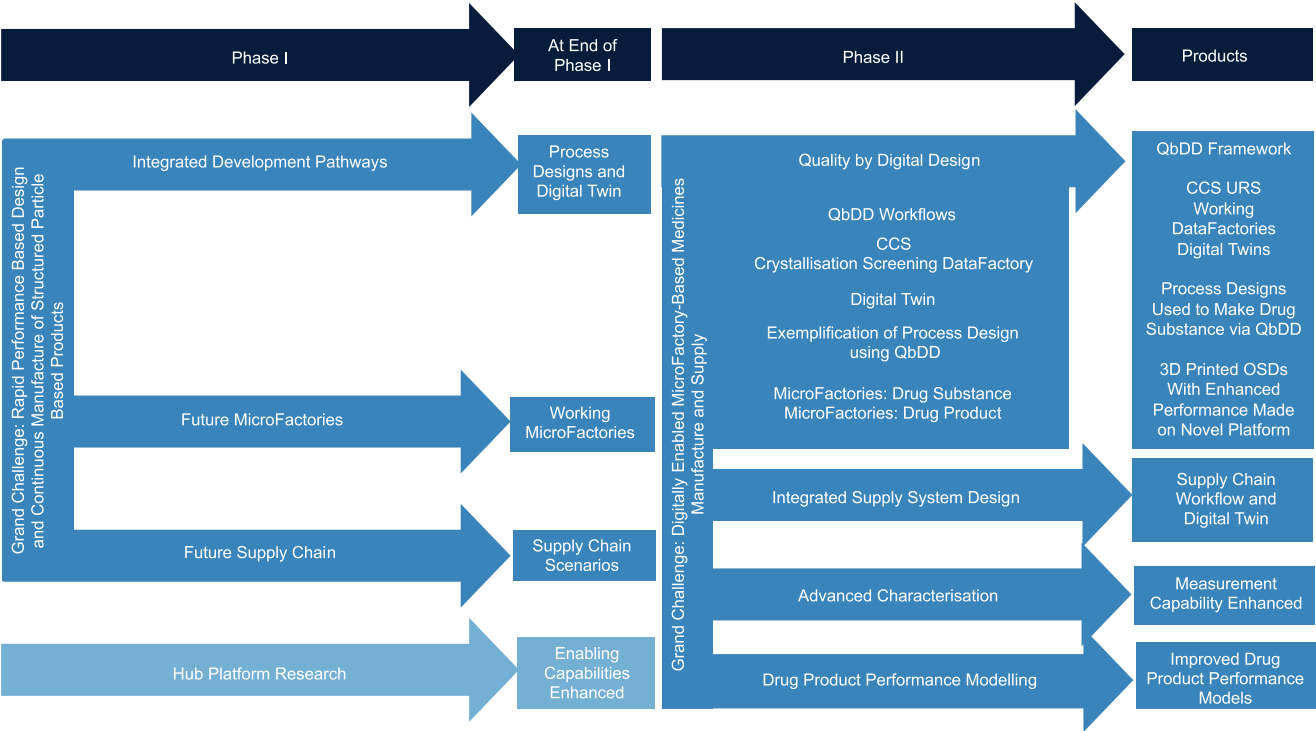 Phase I
At End of
Phase I
Phase II
Products
Grand Challenge: Rapid Performance Based Design
and Continuous Manufacture of Structured Particle
Based Products
Integrated Development Pathways
Process
Designs and
Digital Twin
Future MicroFactories
Working
MicroFactories
Future Supply Chain
Supply Chain
Scenarios
Hub Platform Research
Enabling
Capabilities
Enhanced
Grand Challenge: Digitally Enabled MicroFactory-Based Medicines
Manufacture and Supply
Quality by Digital Design
QbDD Workflows
CCS
Crystallisation Screening DataFactory
Digital Twin
Exemplification of Process Design
using QbDD
MicroFactories: Drug Substance
MicroFactories: Drug Product
QbDD Framework
CCS URS
Working
DataFactories
Digital Twins
Process Designs
Used to Make Drug
Substance via QbDD
3D Printed OSDs
With Enhanced
Performance Made
on Novel Platform
Integrated Supply System Design
Supply Chain
Workflow and
Digital Twin
Advanced Characterisation
Measurement
Capability Enhanced
Drug Product Performance Modelling
Improved Drug
Product Performance
Models